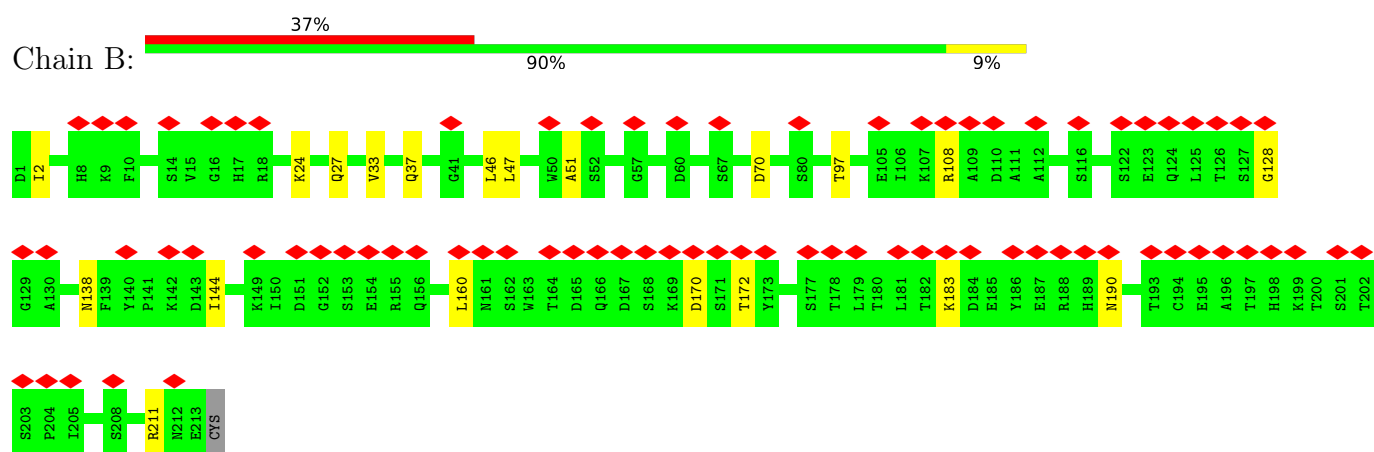 37%
Chain B:
90% 9%
D1 I2 H8 K9 F10 S14 V15 G16 H17 R18 K24 Q27 V33 Q37 G41 L46 L47 W50 A51 S52 G57 D60 S67 D70 S80 T97 E105 I106 K107 R108 A109 D110 A111 A112 S116 S122 E123 Q124 L125 T126 S127 G128
G129 A130 N138 F139 Y140 P141 K142 D143 I144 K149 I150 D151 G152 S153 E154 R155 Q156 L160 N161 S162 W163 T164 D165 Q166 D167 S168 K169 D170 S171 T172 Y173 S177 T178 L179 T180 L181 T182 K183 D184 E185 Y186 E187 R188 H189 N190 T193 C194 E195 A196 T197 H198 K199 T200 S201 T202
S203 P204 I205 S208 R211 N212 E213 CYS